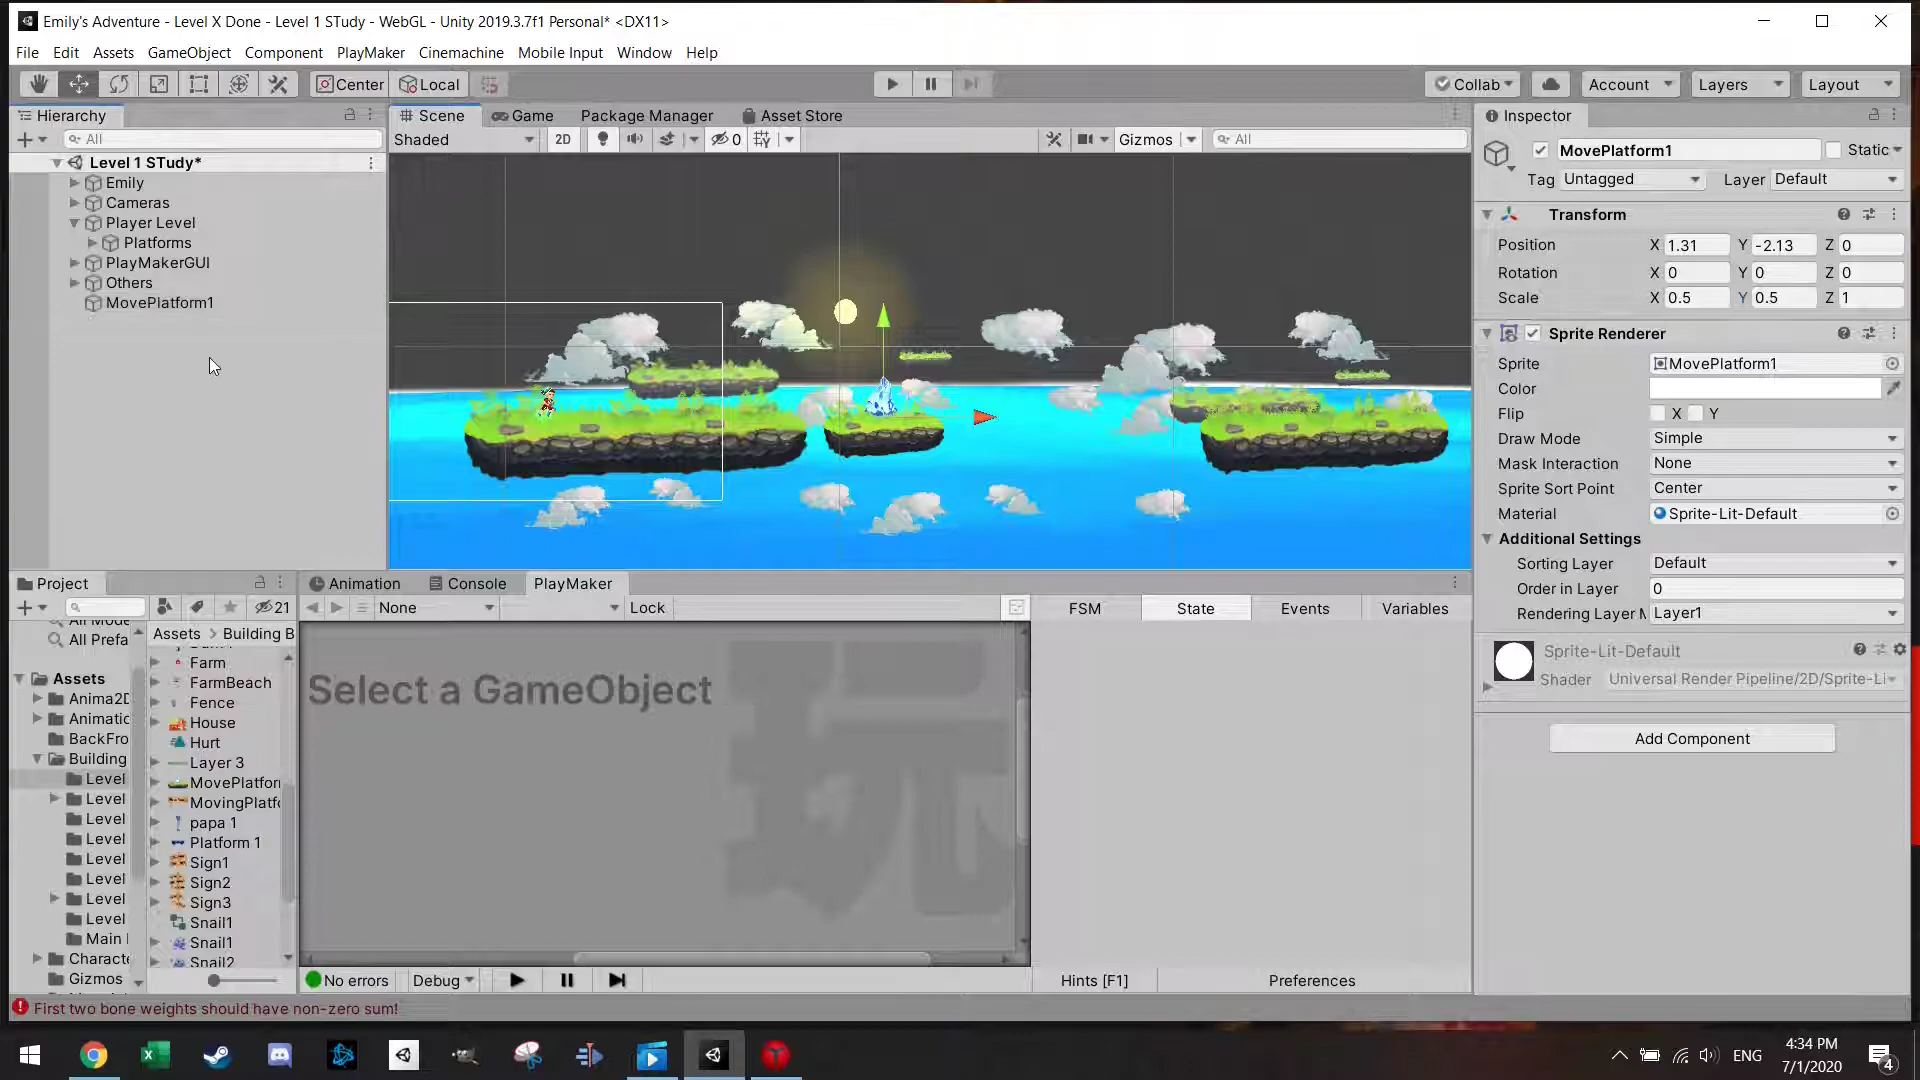 Emily's Adventure - Level X Done - Level 1 STudy - WebGL - Unity 2019.3.7f1 Personal* <DX11>
File Edit Assets GameObject Component PlayMaker Cinemachine Mobile Input Window Help
Center Local Collab Account Layers Layout
Hierarchy
All
Level 1 STudy*
Emily
Cameras
Player Level
Platforms
PlayMakerGUI
Others
MovePlatform1
Scene Game Package Manager Asset Store
Shaded 2D 0 Gizmos All
Inspector
MovePlatform1 Static
Tag Untagged Layer Default
Transform
Position X 1.31 Y -2.13 Z 0
Rotation X 0 Y 0 Z 0
Scale X 0.5 Y 0.5 Z 1
Sprite Renderer
Sprite MovePlatform1
Color
Flip X Y
Draw Mode Simple
Mask Interaction None
Sprite Sort Point Center
Material Sprite-Lit-Default
Additional Settings
Sorting Layer Default
Order in Layer 0
Rendering Layer M Layer1
Sprite-Lit-Default
Shader Universal Render Pipeline/2D/Sprite-Li
Add Component
Project
21
All Prefa
Assets
Anima2D
Animatic
BackFro
Building
Level
Level
Level
Level
Level
Level
Level
Level
Main
Characte
Gizmos
Assets > Building B
Farm
FarmBeach
Fence
House
Hurt
Layer 3
MovePlatforr
MovingPlatfo
papa 1
Platform 1
Sign1
Sign2
Sign3
Snail1
Snail1
Snail2
Animation Console PlayMaker
None Lock FSM State Events Variables
Select a GameObject
玩
No errors Debug Hints [F1] Preferences
First two bone weights should have non-zero sum!
ENG
4:34 PM
7/1/2020
4